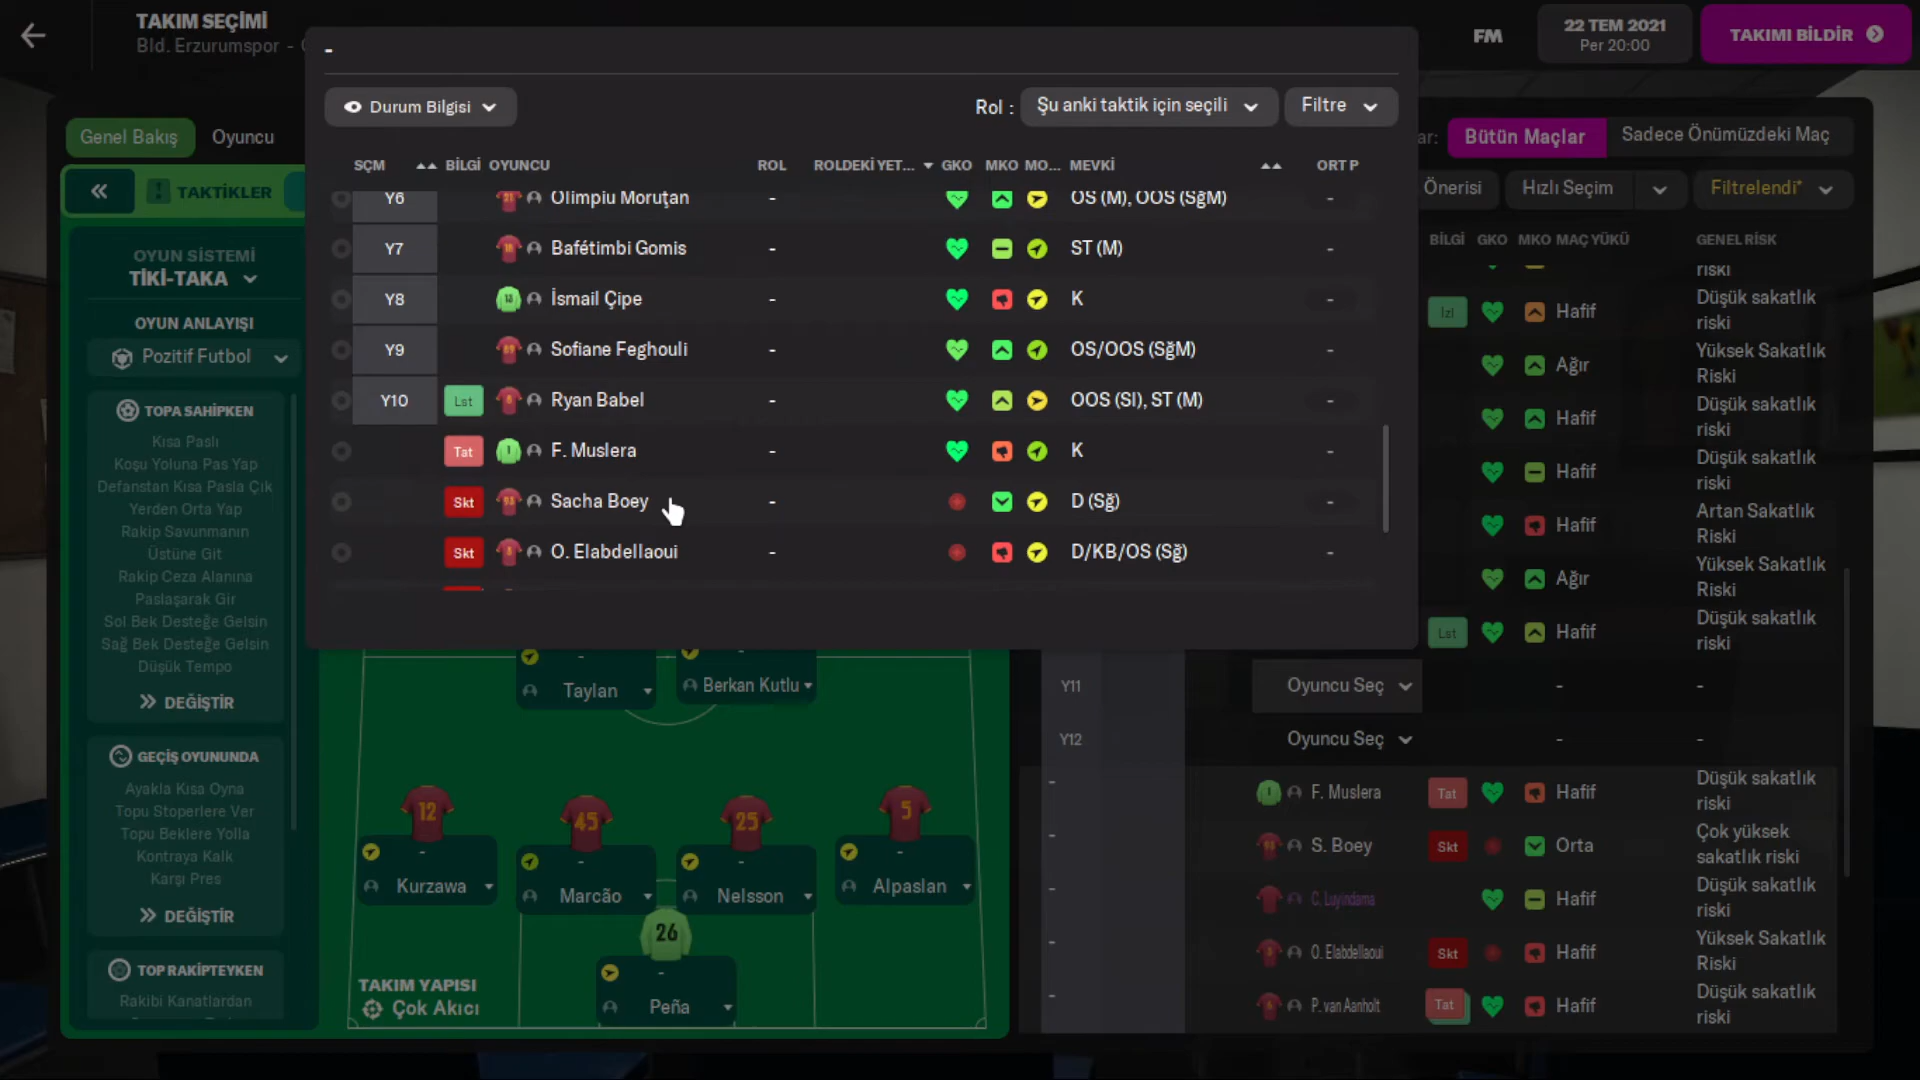 TAKIM SEÇİMİ
Bld. Erzurumspor -
-
FM
22 TEM 2021
Per 20:00
TAKIMI BİLDİR
Genel Bakış
Oyuncu
Durum Bilgisi
Rol :
Şu anki taktik için seçili
Filtre
ar:
Bütün Maçlar
Sadece Önümüzdeki Maç
TAKTİKLER
Önerisi
Hızlı Seçim
Filtrelendi*
SÇM
BİLGİ
OYUNCU
ROL
ROLDEKİ YET...
GKO
MKO
MO...
MEVKİ
ORT P
Y6 Olimpiu Moruțan - OS (M), OOS (SğM) -
Y7 Bafétimbi Gomis - ST (M) -
Y8 İsmail Çipe - K -
Y9 Sofiane Feghouli - OS/OOS (SğM) -
Y10 Lst Ryan Babel - OOS (Sl), ST (M) -
Tat F. Muslera - K -
Skt Sacha Boey - D (Sğ) -
Skt O. Elabdellaoui - D/KB/OS (Sğ) -
OYUN SİSTEMİ
TİKİ-TAKA
OYUN ANLAYIŞI
Pozitif Futbol
TOPA SAHİPKEN
Kısa Paslı
Koşu Yoluna Pas Yap
Defanstan Kısa Pasla Çık
Yerden Orta Yap
Rakip Savunmanın
Üstüne Git
Rakip Ceza Alanına
Paslaşarak Gir
Sol Bek Desteğe Gelsin
Sağ Bek Desteğe Gelsin
Düşük Tempo
DEĞİŞTİR
GEÇİŞ OYUNUNDA
Ayakla Kısa Oyna
Topu Stoperlere Ver
Topu Beklere Yolla
Kontraya Kalk
Karşı Pres
DEĞİŞTİR
TOP RAKİPTEYKEN
Rakibi Kanatlardan
-
Taylan
-
Berkan Kutlu
12
-
Kurzawa
45
-
Marcão
25
-
Nelsson
5
-
Alpaslan
26
-
Peña
TAKIM YAPISI
Çok Akıcı
BİLGİ GKO MKO MAÇ YÜKÜ GENEL RİSK
riski
İzl Hafif Düşük sakatlık
riski
Ağır Yüksek Sakatlık
Riski
Hafif Düşük sakatlık
riski
Hafif Düşük sakatlık
riski
Hafif Artan Sakatlık
Riski
Ağır Yüksek Sakatlık
Riski
Lst Hafif Düşük sakatlık
riski
Y11 Oyuncu Seç - -
Y12 Oyuncu Seç - -
- F. Muslera Tat Hafif Düşük sakatlık
riski
- S. Boey Skt Orta Çok yüksek
sakatlık riski
- C. Luyindama Hafif Düşük sakatlık
riski
- O. Elabdellaoui Skt Hafif Yüksek Sakatlık
Riski
- P. van Aanholt Tat Hafif Düşük sakatlık
riski